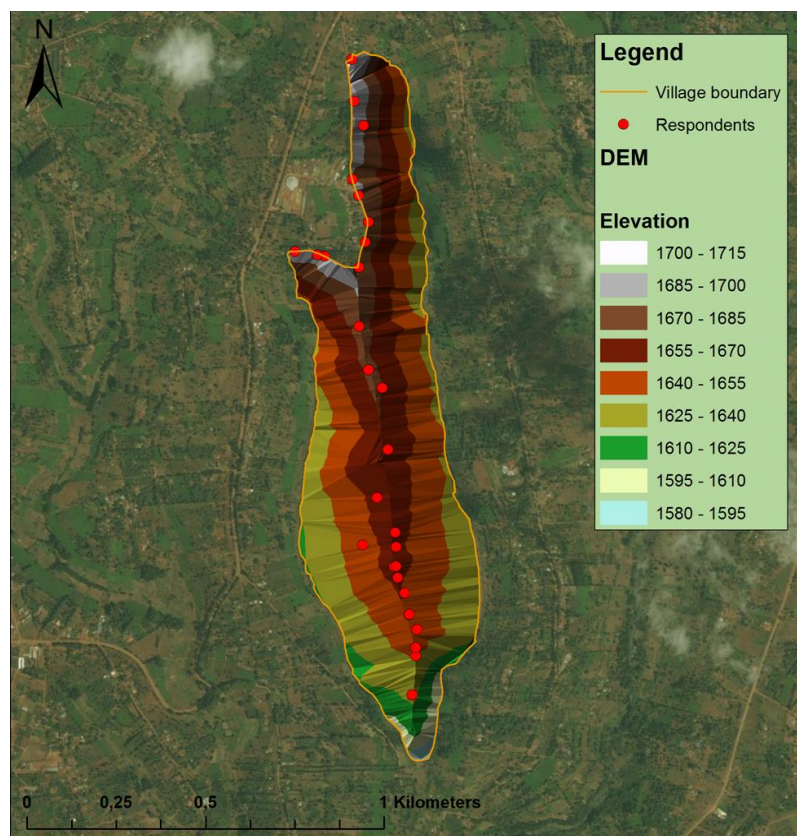 N
Legend
Village boundary
Respondents
DEM
Elevation
1700 - 1715
1685 - 1700
1670 - 1685
1655 - 1670
1640 - 1655
1625 - 1640
1610 - 1625
1595 - 1610
1580 - 1595
0 0,25 0,5 1 Kilometers